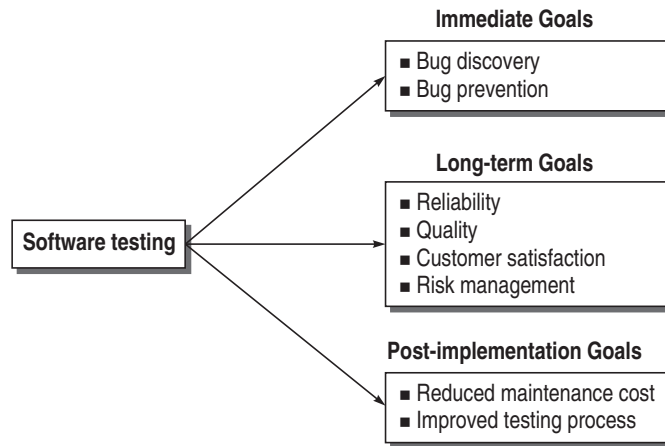 Immediate Goals
■ Bug discovery
■ Bug prevention
Long-term Goals
■ Reliability
■ Quality
■ Customer satisfaction
■ Risk management
Software testing
Post-implementation Goals
■ Reduced maintenance cost
■ Improved testing process